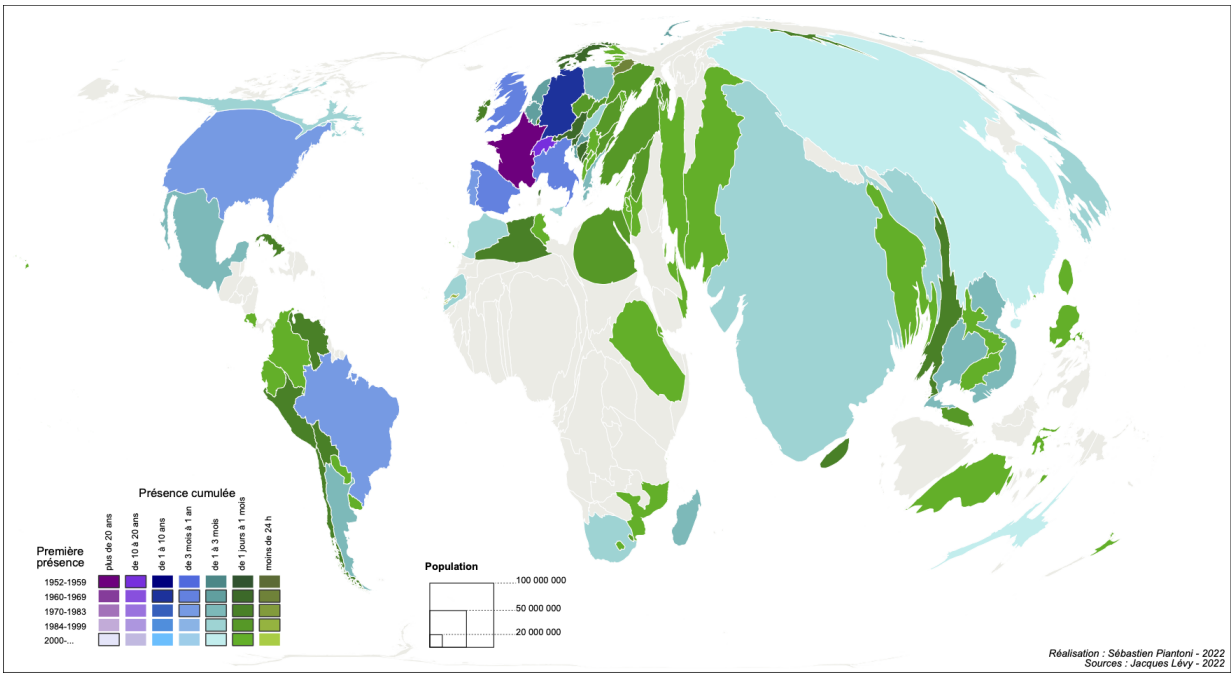 Présence cumulée
Première
présence
plus de 20 ans
de 10 à 20 ans
de 1 à 10 ans
de 3 mois à 1 an
de 1 à 3 mois
de 1 jours à 1 mois
moins de 24 h
1952-1959
1960-1969
1970-1983
1984-1999
2000-...
Population
100 000 000
50 000 000
20 000 000
Réalisation : Sébastien Piantoni - 2022
Sources : Jacques Lévy - 2022